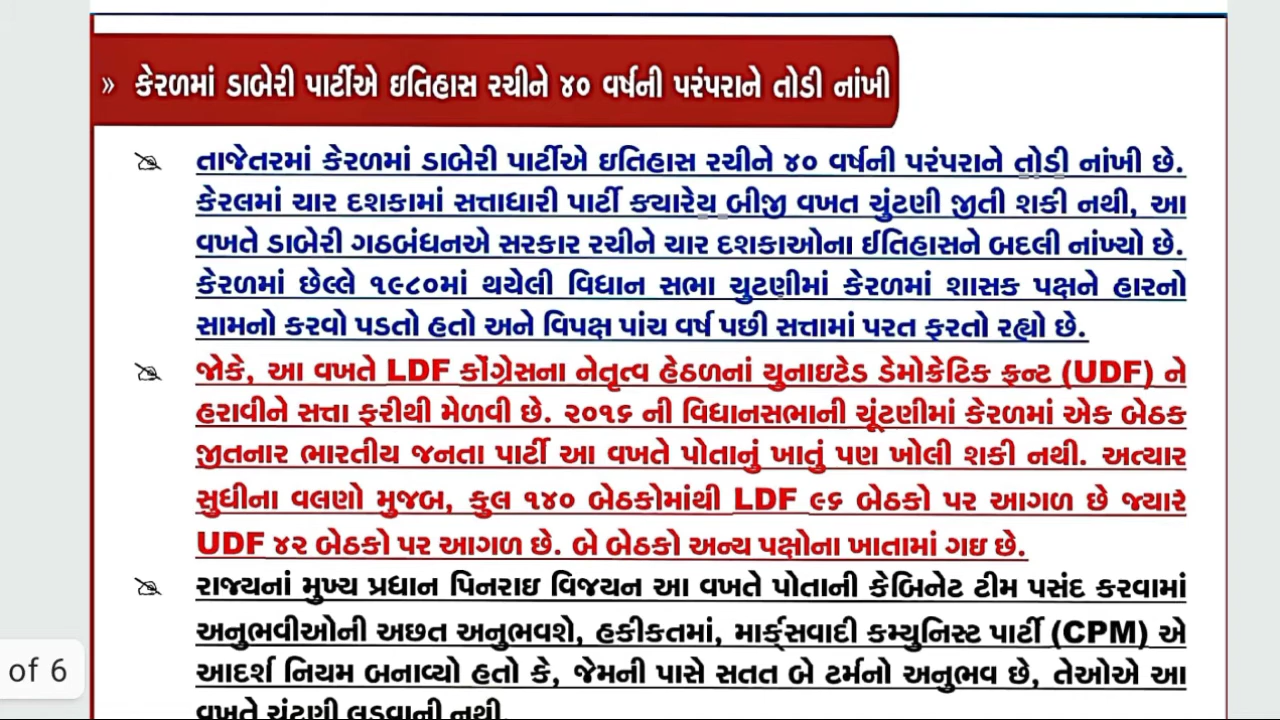 » કેરળમાં ડાબેરી પાર્ટીએ ઇતિહાસ રચીને ૪૦ વર્ષની પરંપરાને તોડી નાંખી
તાજેતરમાં કેરળમાં ડાબેરી પાર્ટીએ ઇતિહાસ રચીને ૪૦ વર્ષની પરંપરાને તોડી નાંખી છે.
કેરલમાં ચાર દશકામાં સત્તાધારી પાર્ટી ક્યારેય બીજી વખત ચુંટણી જીતી શકી નથી, આ
વખતે ડાબેરી ગઠબંધનએ સરકાર રચીને ચાર દશકાઓના ઈતિહાસને બદલી નાંખ્યો છે.
કેરળમાં છેલ્લે ૧૯૮૦માં થયેલી વિધાન સભા ચુટણીમાં કેરળમાં શાસક પક્ષને હારનો
સામનો કરવો પડતો હતો અને વિપક્ષ પાંચ વર્ષ પછી સત્તામાં પરત ફરતો રહ્યો છે.
જોકે, આ વખતે LDF કોંગ્રેસના નેતૃત્વ હેઠળનાં યુનાઇટેડ ડેમોક્રેટિક ફ્રન્ટ (UDF) ને
હરાવીને સત્તા ફરીથી મેળવી છે. ૨૦૧૬ ની વિધાનસભાની ચૂંટણીમાં કેરળમાં એક બેઠક
જીતનાર ભારતીય જનતા પાર્ટી આ વખતે પોતાનું ખાતું પણ ખોલી શકી નથી. અત્યાર
સુધીના વલણો મુજબ, કુલ ૧૪૦ બેઠકોમાંથી LDF ૯૬ બેઠકો પર આગળ છે જ્યારે
UDF ૪૨ બેઠકો પર આગળ છે. બે બેઠકો અન્ય પક્ષોના ખાતામાં ગઇ છે.
રાજ્યનાં મુખ્ય પ્રધાન પિનરાઇ વિજયન આ વખતે પોતાની કેબિનેટ ટીમ પસંદ કરવામાં
અનુભવીઓની અછત અનુભવશે, હકીકતમાં, માર્ક્સવાદી કમ્યુનિસ્ટ પાર્ટી (CPM) એ
આદર્શ નિયમ બનાવ્યો હતો કે, જેમની પાસે સતત બે ટર્મનો અનુભવ છે, તેઓએ આ
વખતે ચુંટણી લડવાની નથી.
of 6